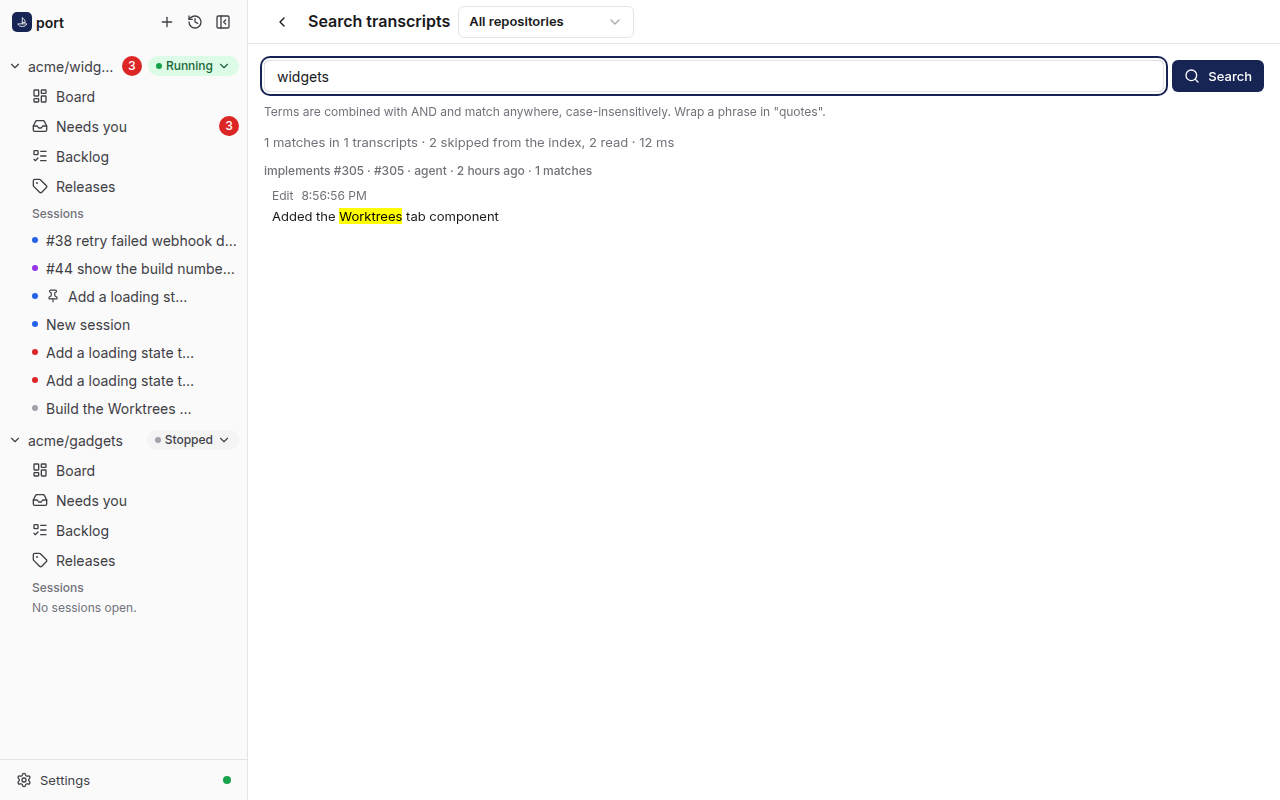 port
acme/widg... 3 Running
Board
Needs you 3
Backlog
Releases
Sessions
#38 retry failed webhook d...
#44 show the build numbe...
Add a loading st...
New session
Add a loading state t...
Add a loading state t...
Build the Worktrees ...
acme/gadgets Stopped
Board
Needs you
Backlog
Releases
Sessions
No sessions open.
Settings
Search transcripts All repositories
widgets Search
Terms are combined with AND and match anywhere, case-insensitively. Wrap a phrase in "quotes".
1 matches in 1 transcripts · 2 skipped from the index, 2 read · 12 ms
implements #305 · #305 · agent · 2 hours ago · 1 matches
Edit 8:56:56 PM
Added the Worktrees tab component